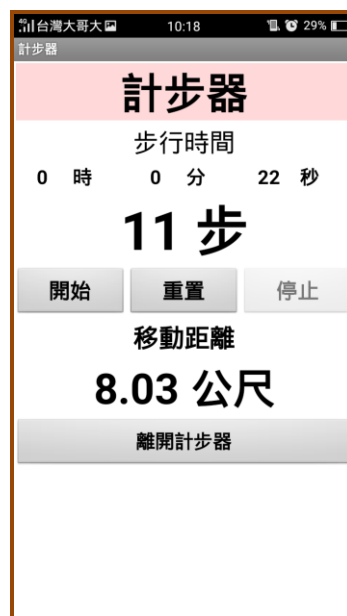 4G 台灣大哥大 10:18 29%
計步器
計步器
步行時間
0 時 0 分 22 秒
11 步
開始 重置 停止
移動距離
8.03 公尺
離開計步器